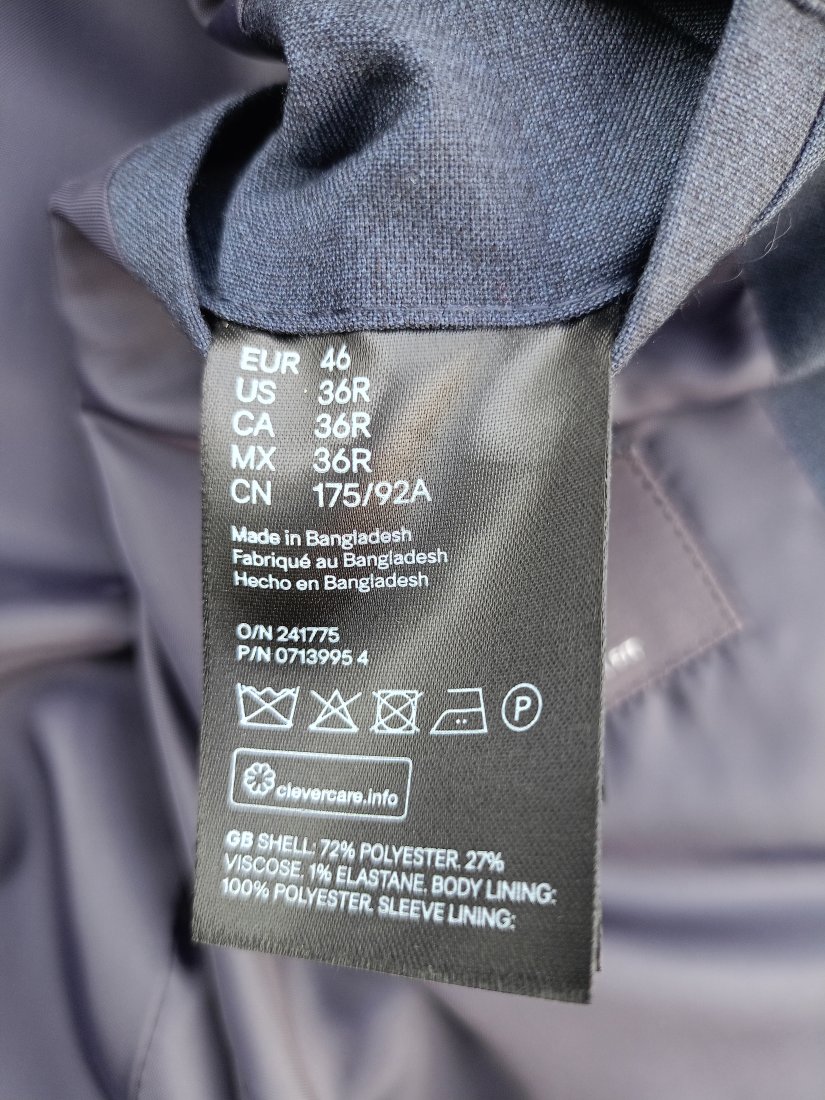 EUR 46
US 36R
CA 36R
MX 36R
CN 175/92A
Made in Bangladesh
Fabriqué au Bangladesh
Hecho en Bangladesh
O/N 241775
P/N 0713995 4
P
clevercare.info
GB SHELL: 72% POLYESTER. 27%
VISCOSE. 1% ELASTANE. BODY LINING:
100% POLYESTER. SLEEVE LINING: